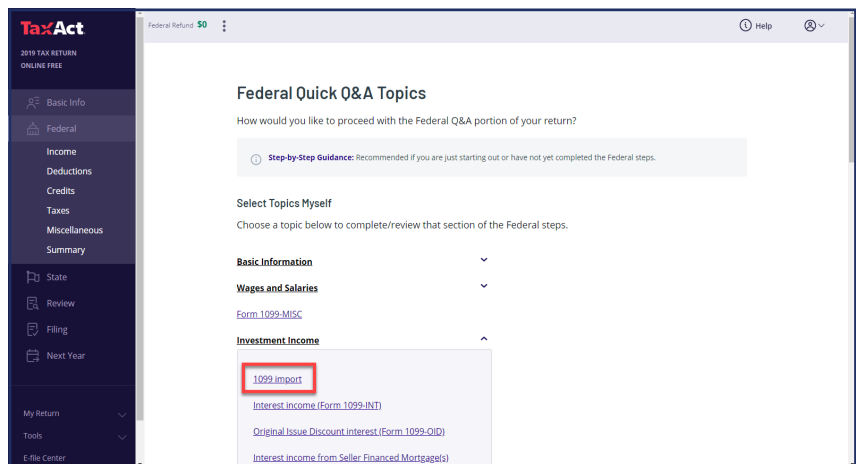 TaxAct
2019 TAX RETURN
ONLINE FREE
Basic Info
Federal
Income
Deductions
Credits
Taxes
Miscellaneous
Summary
State
Review
Filing
Next Year
My Return
Tools
E-file Center
Federal Refund $0
Help
Federal Quick Q&A Topics
How would you like to proceed with the Federal Q&A portion of your return?
Step-by-Step Guidance: Recommended if you are just starting out or have not yet completed the Federal steps.
Select Topics Myself
Choose a topic below to complete/review that section of the Federal steps.
Basic Information
Wages and Salaries
Form 1099-MISC
Investment Income
1099 import
Interest income (Form 1099-INT)
Original Issue Discount interest (Form 1099-OID)
Interest income from Seller Financed Mortgage(s)